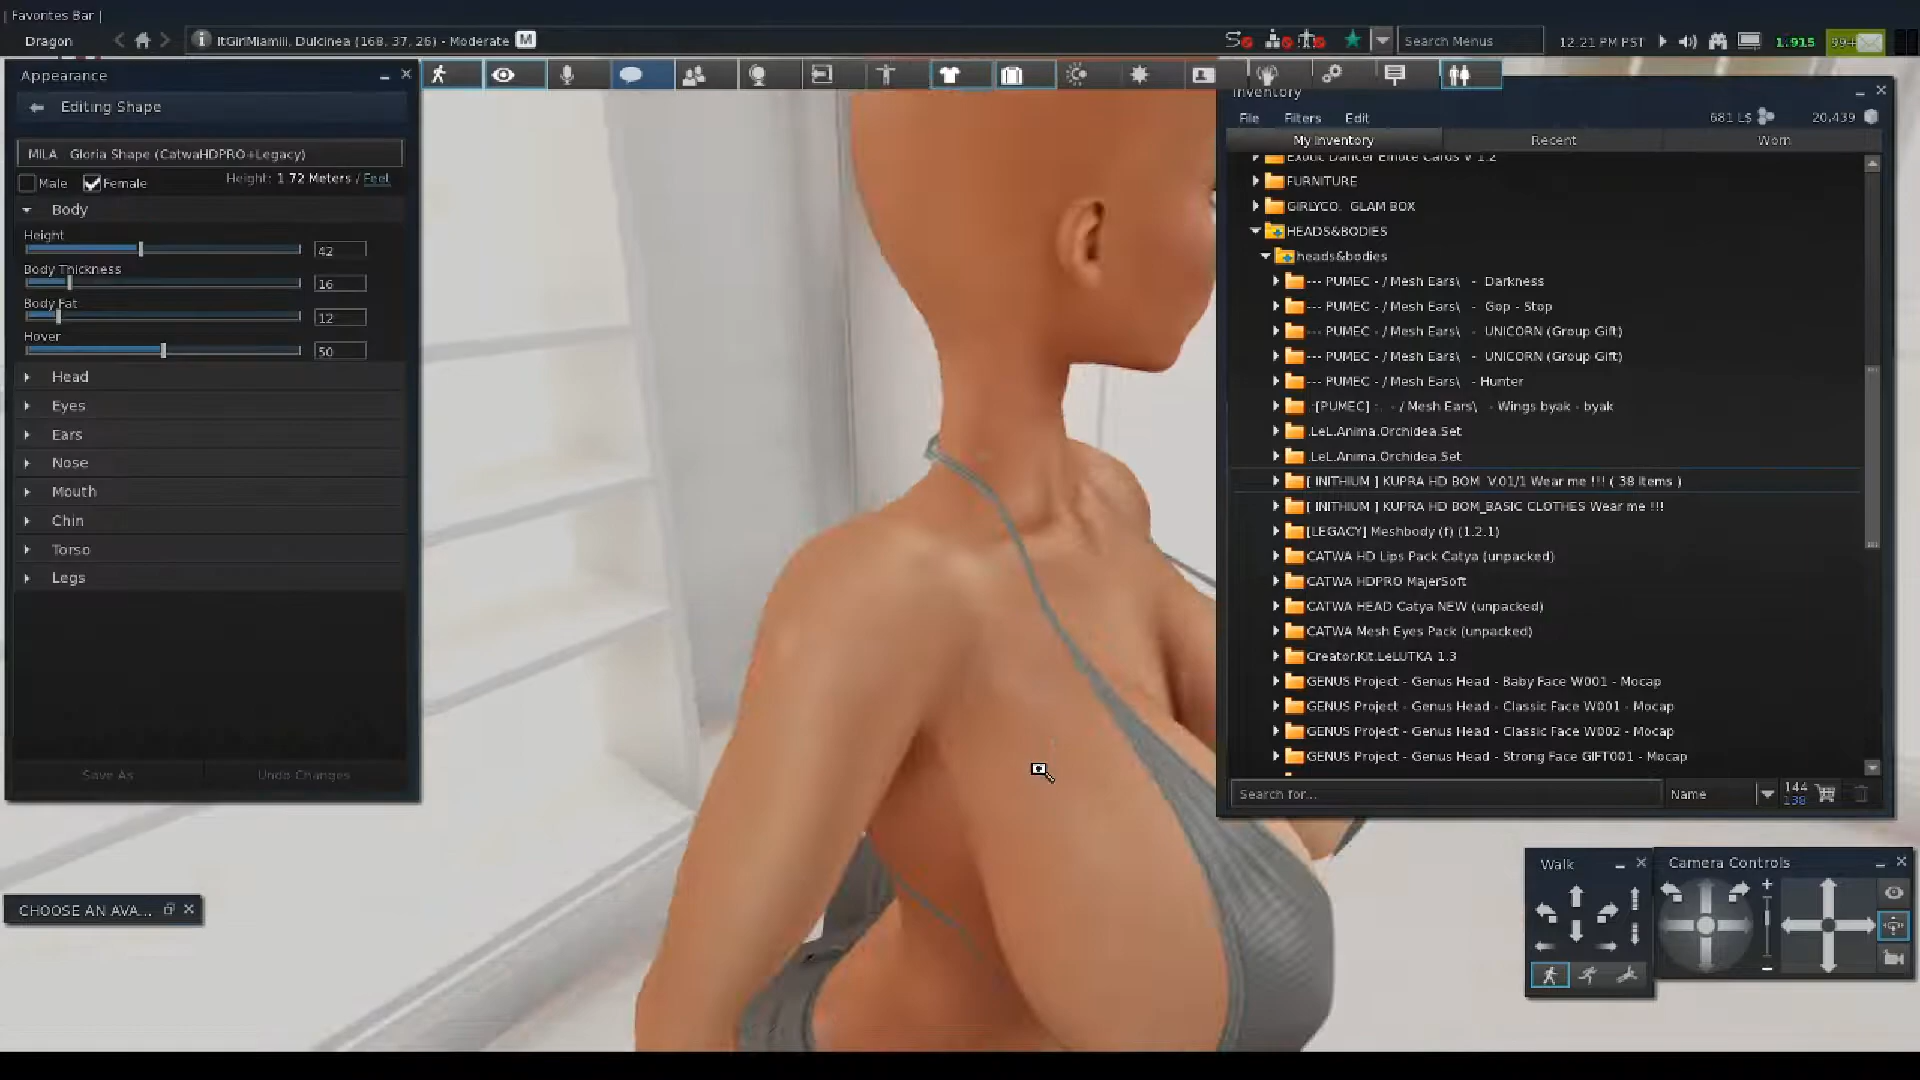 | Favorites Bar |
Dragon
ItGirlMiamiii, Dulcinea (168, 37, 26) - Moderate M
Search Menus
12:21 PM PST
1.915
99+
Appearance
Editing Shape
MILA Gloria Shape (CatwaHDPRO+Legacy)
Male
Female
Height: 1.72 Meters / Feet
Body
Height
42
Body Thickness
16
Body Fat
12
Hover
50
Head
Eyes
Ears
Nose
Mouth
Chin
Torso
Legs
Save As
Undo Changes
CHOOSE AN AVA...
Inventory
File
Filters
Edit
681 L$
20,439
My Inventory
Recent
Worn
Exotic Dancer Emote Cards V 1.2
FURNITURE
GIRLYCO. GLAM BOX
HEADS&BODIES
heads&bodies
--- PUMEC - / Mesh Ears\ - Darkness
--- PUMEC - / Mesh Ears\ - Gop - Stop
--- PUMEC - / Mesh Ears\ - UNICORN (Group Gift)
--- PUMEC - / Mesh Ears\ - UNICORN (Group Gift)
--- PUMEC - / Mesh Ears\ - Hunter
.:[PUMEC] :. - / Mesh Ears\ - Wings byak - byak
.LeL.Anima.Orchidea.Set
.LeL.Anima.Orchidea.Set
[ INITHIUM ] KUPRA HD BOM V.01/1 Wear me !!! ( 38 Items )
[ INITHIUM ] KUPRA HD BOM_BASIC CLOTHES Wear me !!!
[LEGACY] Meshbody (f) (1.2.1)
CATWA HD Lips Pack Catya (unpacked)
CATWA HDPRO MajerSoft
CATWA HEAD Catya NEW (unpacked)
CATWA Mesh Eyes Pack (unpacked)
Creator.Kit.LeLUTKA 1.3
GENUS Project - Genus Head - Baby Face W001 - Mocap
GENUS Project - Genus Head - Classic Face W001 - Mocap
GENUS Project - Genus Head - Classic Face W002 - Mocap
GENUS Project - Genus Head - Strong Face GIFT001 - Mocap
Search for...
Name
144
138
Walk
Camera Controls